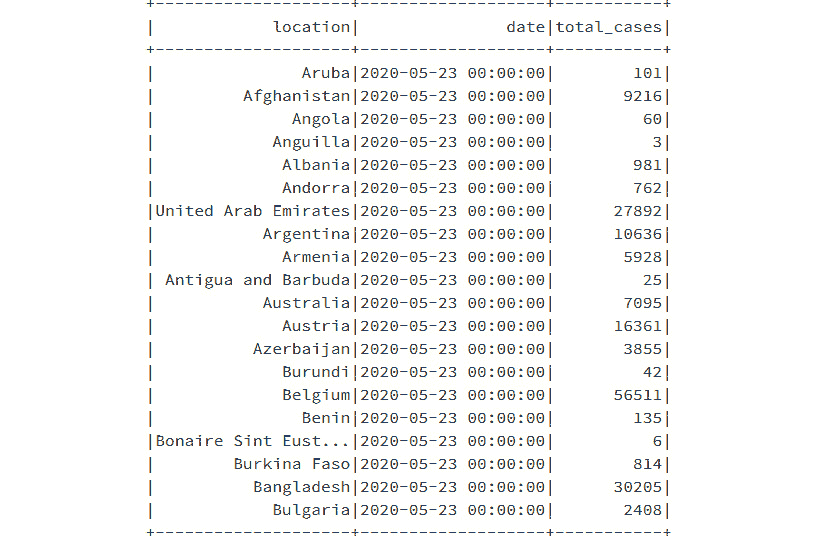 +--------------------+-------------------+-----------+
|            location|               date|total_cases|
+--------------------+-------------------+-----------+
|               Aruba|2020-05-23 00:00:00|        101|
|         Afghanistan|2020-05-23 00:00:00|       9216|
|              Angola|2020-05-23 00:00:00|         60|
|            Anguilla|2020-05-23 00:00:00|          3|
|             Albania|2020-05-23 00:00:00|        981|
|             Andorra|2020-05-23 00:00:00|        762|
|United Arab Emirates|2020-05-23 00:00:00|      27892|
|           Argentina|2020-05-23 00:00:00|      10636|
|             Armenia|2020-05-23 00:00:00|       5928|
| Antigua and Barbuda|2020-05-23 00:00:00|         25|
|           Australia|2020-05-23 00:00:00|       7095|
|             Austria|2020-05-23 00:00:00|      16361|
|          Azerbaijan|2020-05-23 00:00:00|       3855|
|             Burundi|2020-05-23 00:00:00|         42|
|             Belgium|2020-05-23 00:00:00|      56511|
|               Benin|2020-05-23 00:00:00|        135|
|Bonaire Sint Eust...|2020-05-23 00:00:00|          6|
|        Burkina Faso|2020-05-23 00:00:00|        814|
|          Bangladesh|2020-05-23 00:00:00|      30205|
|            Bulgaria|2020-05-23 00:00:00|       2408|
+--------------------+-------------------+-----------+